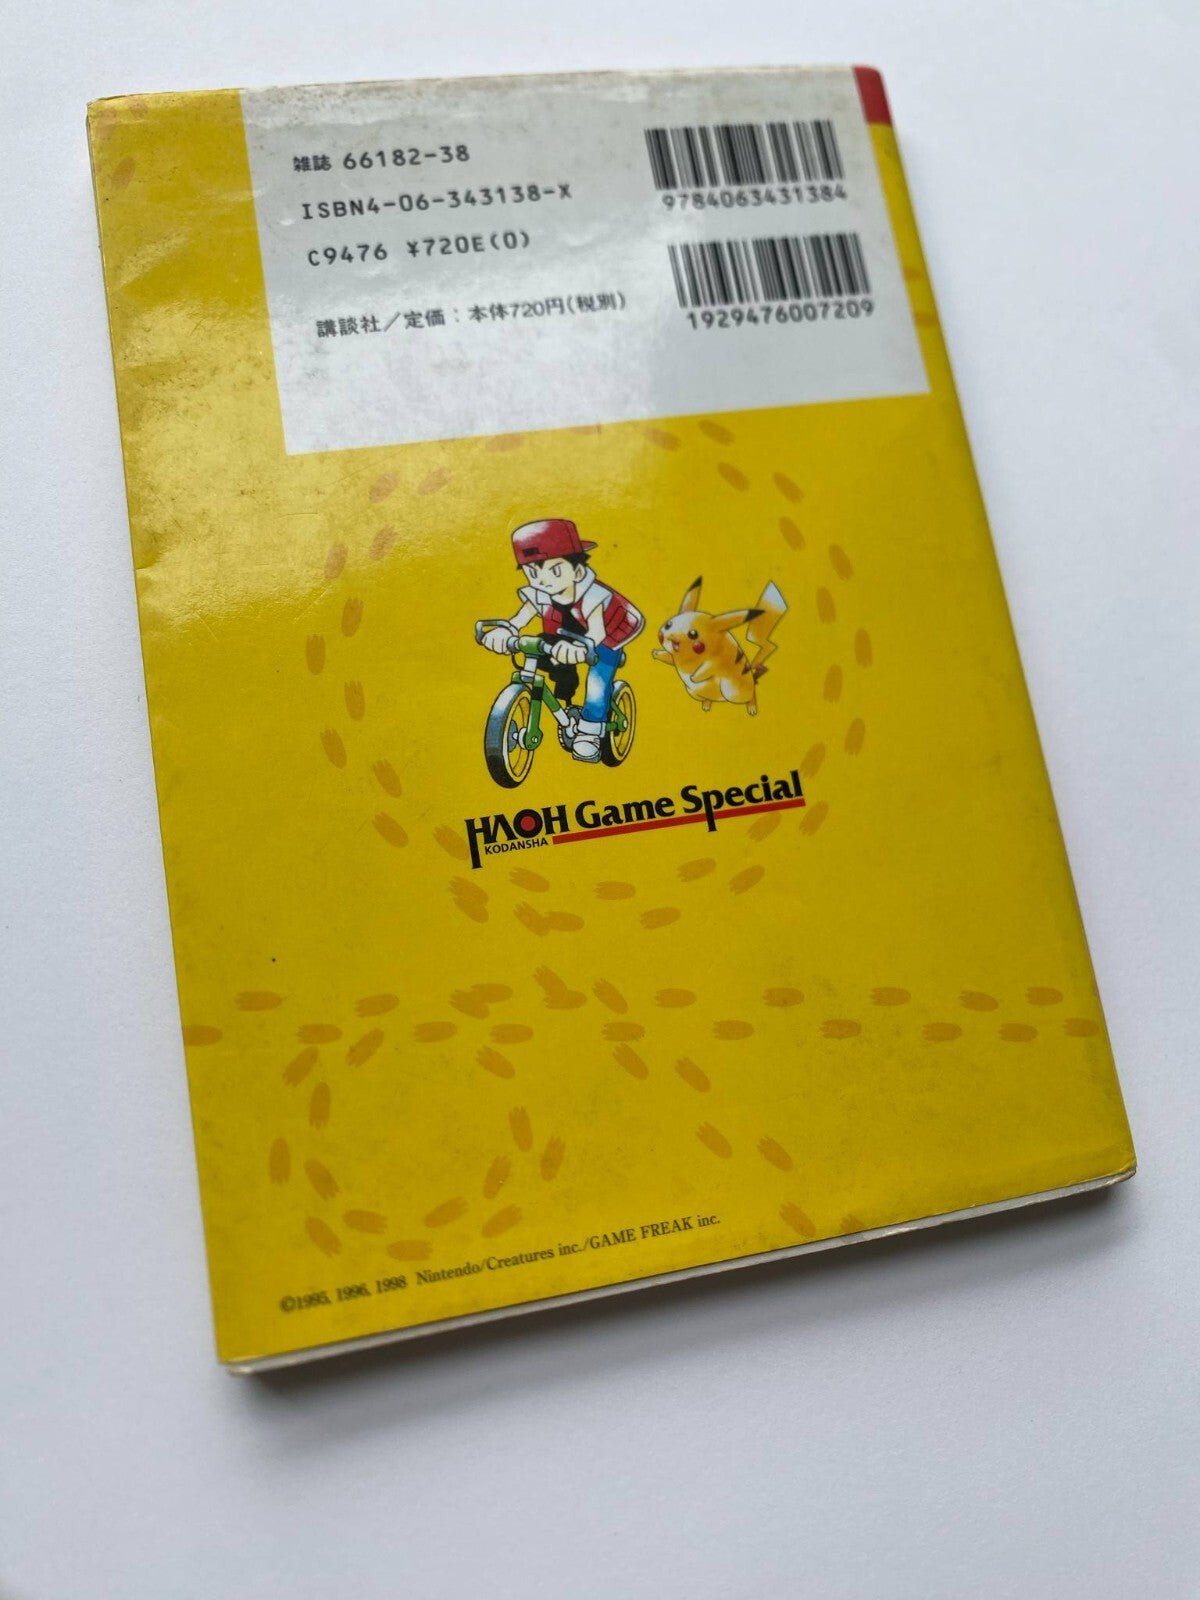 雑誌 66182-38
ISBN4-06-343138-X
C9476 ¥720E(0)
講談社/定価:本体720円(税別)
9784063431384
1929476007209
HAOH Game Special
KODANSHA
©1995, 1996, 1998 Nintendo/Creatures inc./GAME FREAK inc.